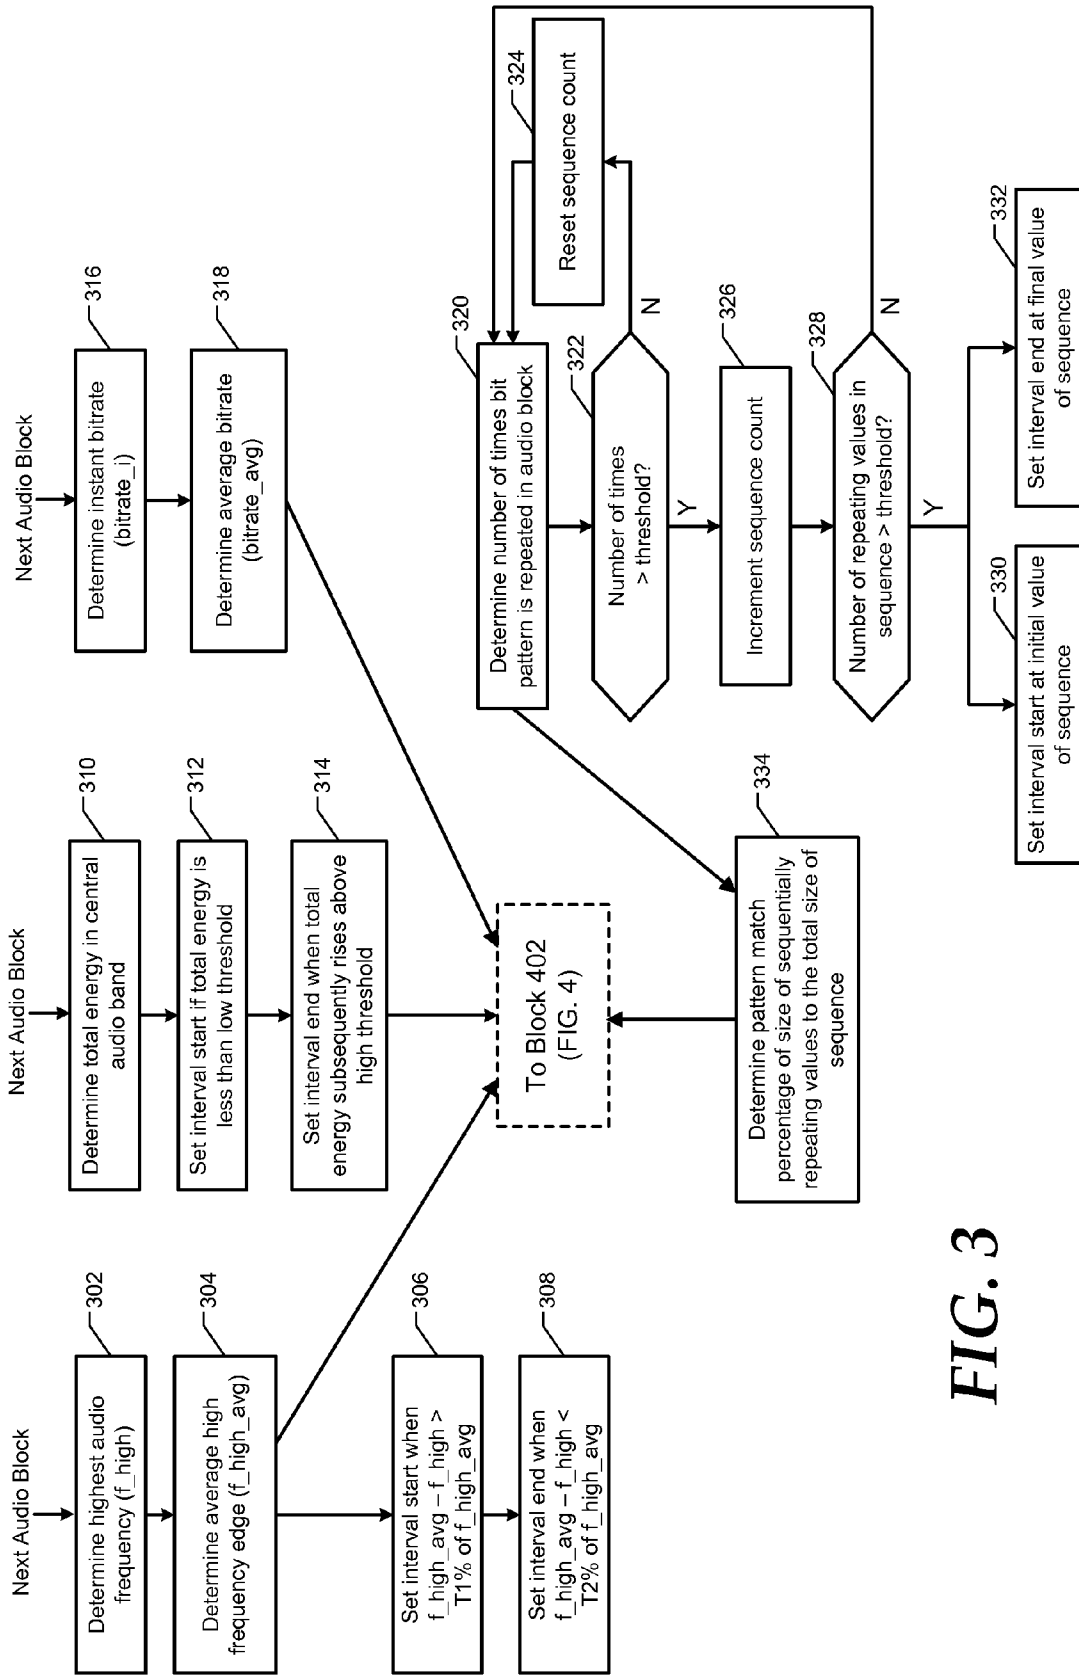 Next Audio Block
302
Determine highest audio
frequency (f_high)
304
Determine average high
frequency edge (f_high_avg)
306
Set interval start when
f_high_avg – f_high >
T1% of f_high_avg
308
Set interval end when
f_high_avg – f_high <
T2% of f_high_avg
Next Audio Block
310
Determine total energy in central
audio band
312
Set interval start if total energy is
less than low threshold
314
Set interval end when total
energy subsequently rises above
high threshold
Next Audio Block
316
Determine instant bitrate
(bitrate_i)
318
Determine average bitrate
(bitrate_avg)
To Block 402
(FIG. 4)
320
Determine number of times bit
pattern is repeated in audio block
322
Number of times
> threshold?
N
Y
324
Reset sequence count
326
Increment sequence count
328
Number of repeating values in
sequence > threshold?
N
Y
330
Set interval start at initial value
of sequence
332
Set interval end at final value
of sequence
334
Determine pattern match
percentage of size of sequentially
repeating values to the total size of
sequence
FIG. 3